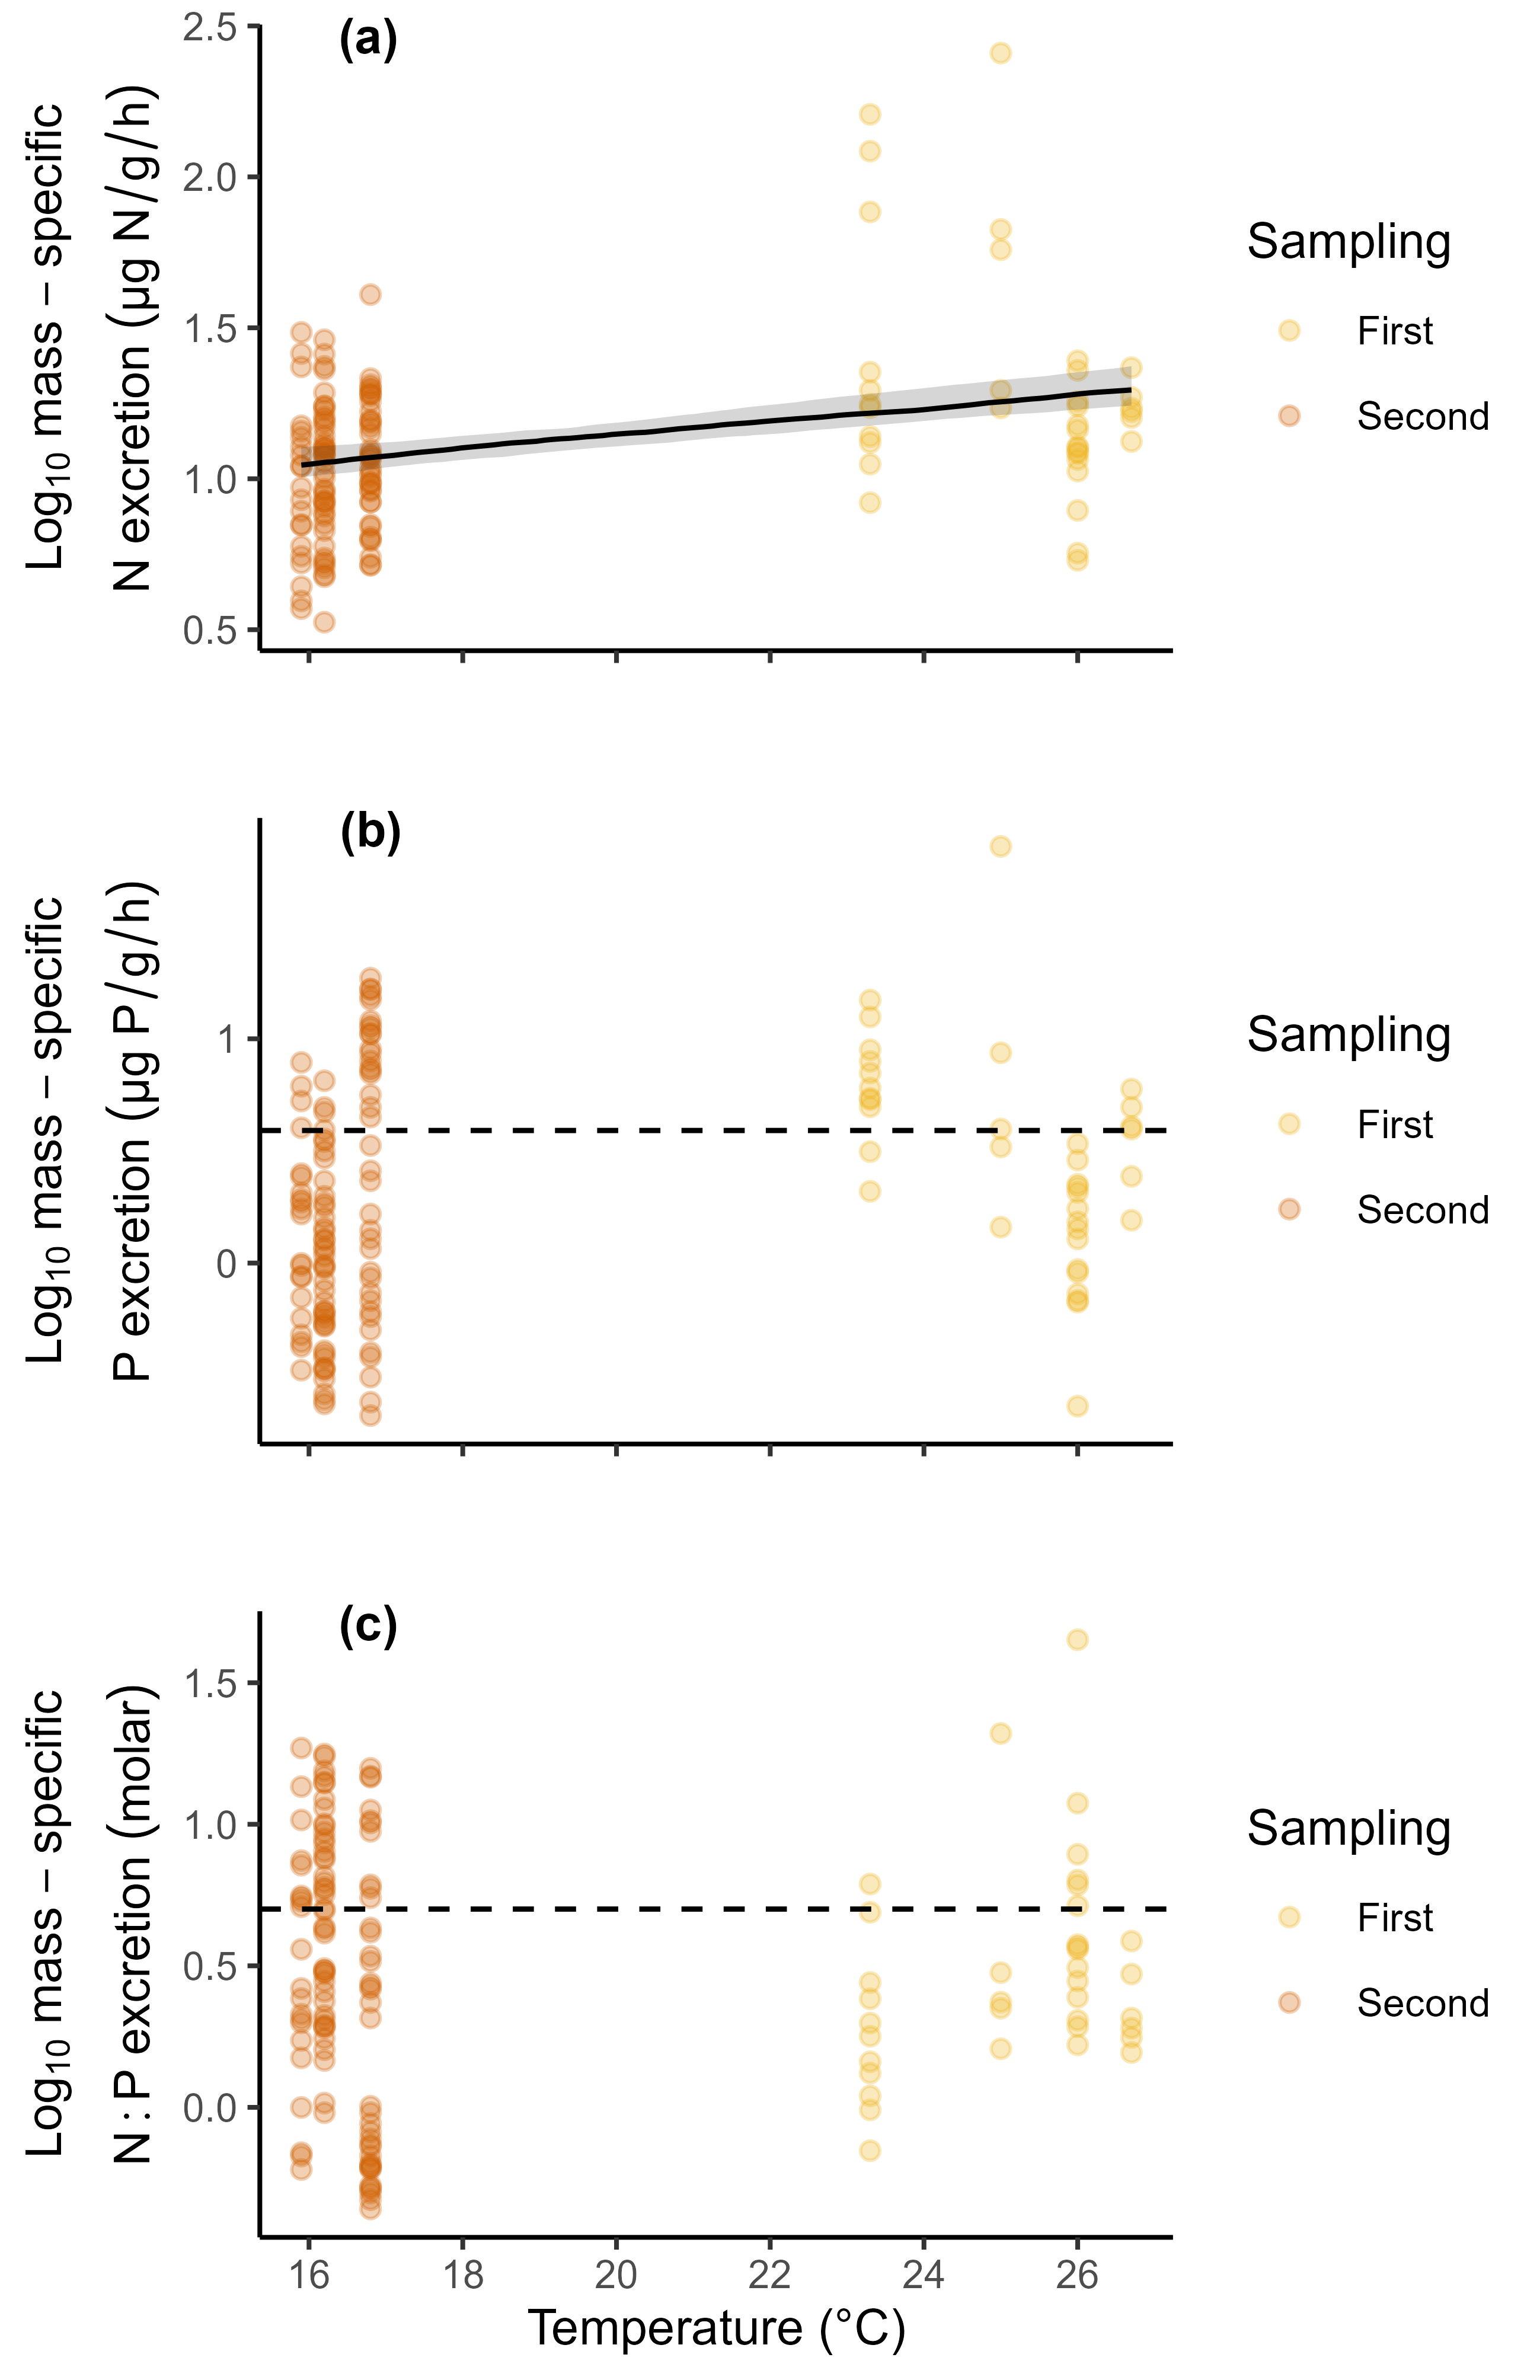 (a)
Log10 mass − specific
N excretion (μg N/g/h)
2.5
2.0
1.5
1.0
0.5
Sampling
First
Second
(b)
Log10 mass − specific
P excretion (μg P/g/h)
1
0
Sampling
First
Second
(c)
Log10 mass − specific
N : P excretion (molar)
1.5
1.0
0.5
0.0
Sampling
First
Second
16 18 20 22 24 26
Temperature (°C)